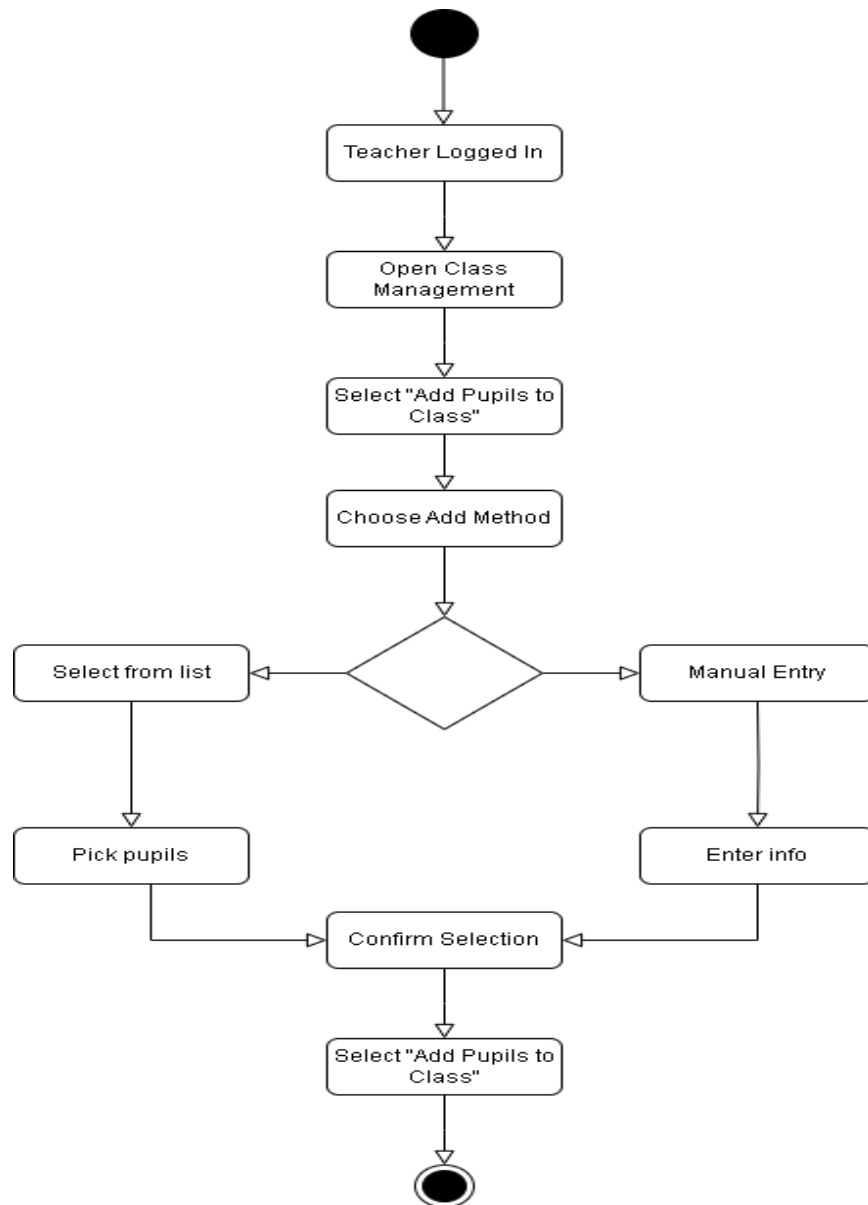 Teacher Logged In
Open Class
Management
Select "Add Pupils to
Class"
Choose Add Method
Select from list
Manual Entry
Pick pupils
Enter info
Confirm Selection
Select "Add Pupils to
Class"